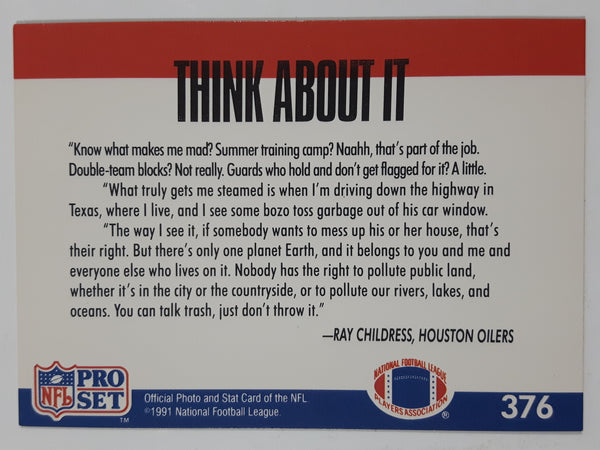 THINK ABOUT IT
"Know what makes me mad? Summer training camp? Naahh, that's part of the job.
Double-team blocks? Not really. Guards who hold and don't get flagged for it? A little.
"What truly gets me steamed is when I'm driving down the highway in
Texas, where I live, and I see some bozo toss garbage out of his car window.
"The way I see it, if somebody wants to mess up his or her house, that's
their right. But there's only one planet Earth, and it belongs to you and me and
everyone else who lives on it. Nobody has the right to pollute public land,
whether it's in the city or the countryside, or to pollute our rivers, lakes, and
oceans. You can talk trash, just don't throw it."
—RAY CHILDRESS, HOUSTON OILERS
NFL
PRO
SET
™
Official Photo and Stat Card of the NFL
©1991 National Football League.
NATIONAL FOOTBALL LEAGUE
PLAYERS ASSOCIATION
®
376